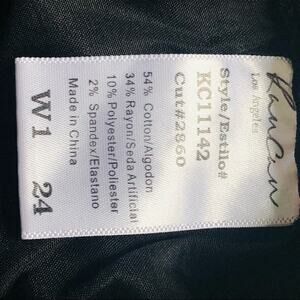 Los Angeles
Style/Estilo#
KC11142
Cut#2860
54% Cotton/Algodon
34% Rayon/Seda Artificial
10% Polyester/Poliester
2% Spandex/Elastano
Made in China
W1 24